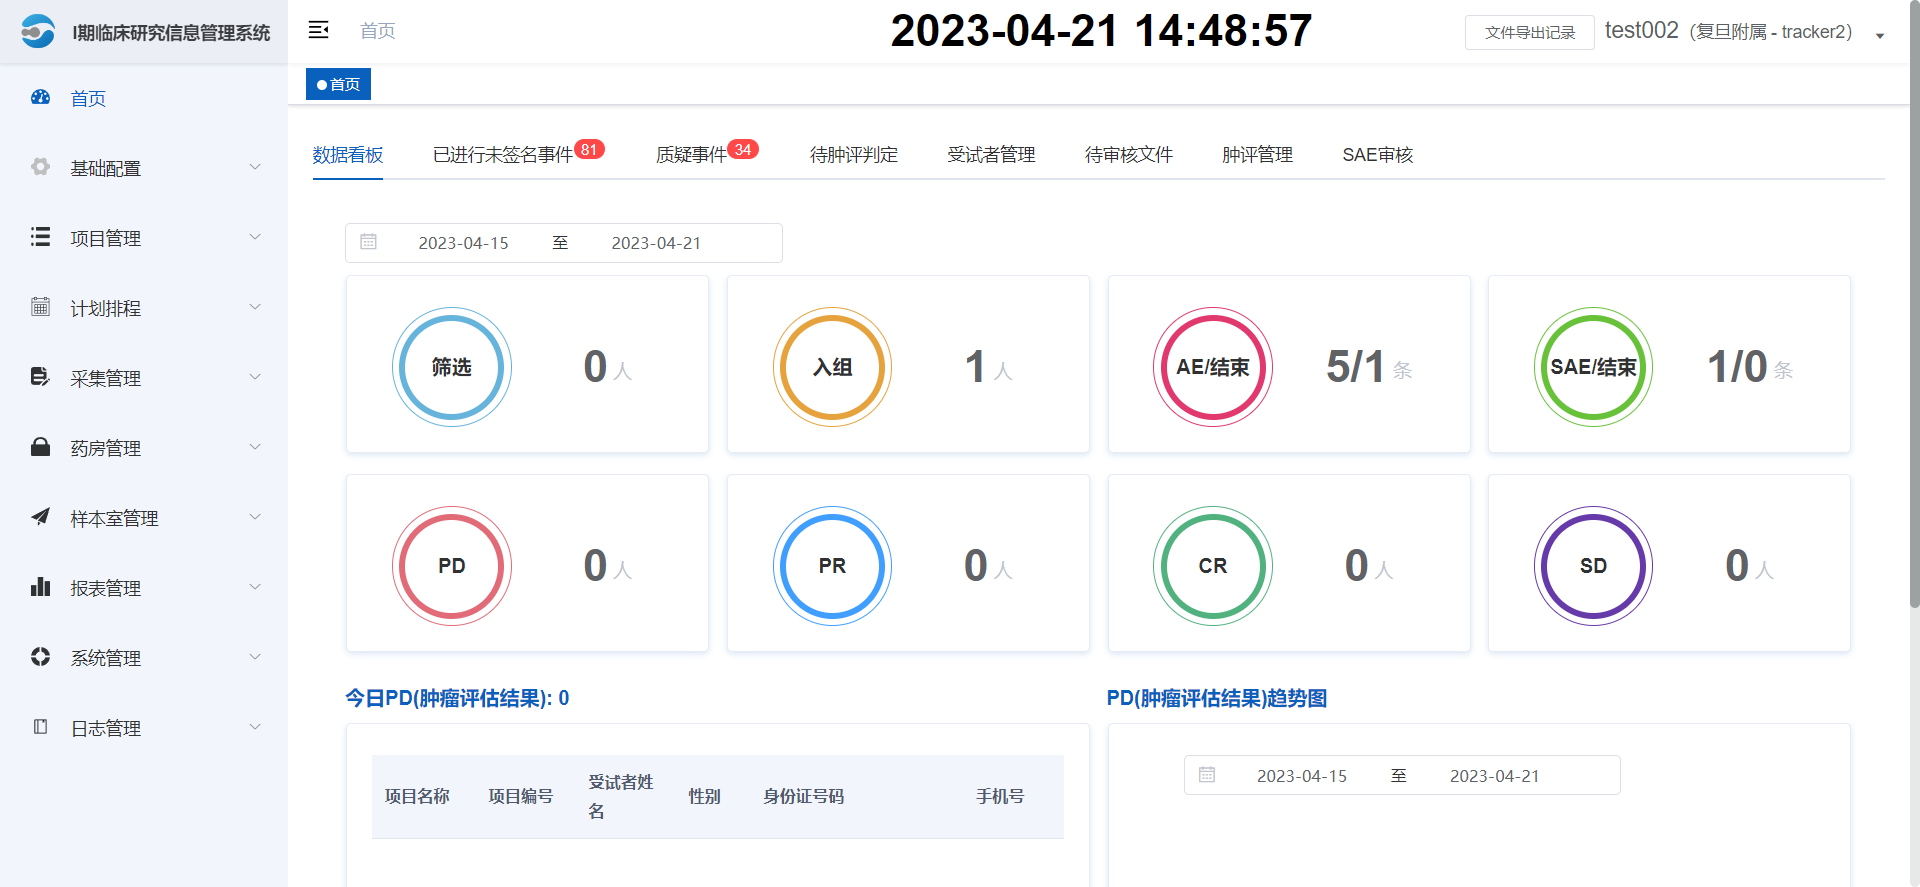 I期临床研究信息管理系统
首页
2023-04-21 14:48:57
文件导出记录
test002（复旦附属 - tracker2）
首页
首页
基础配置
项目管理
计划排程
采集管理
药房管理
样本室管理
报表管理
系统管理
日志管理
数据看板
已进行未签名事件 81
质疑事件 34
待肿评判定
受试者管理
待审核文件
肿评管理
SAE审核
2023-04-15 至 2023-04-21
筛选 0 人
入组 1 人
AE/结束 5/1 条
SAE/结束 1/0 条
PD 0 人
PR 0 人
CR 0 人
SD 0 人
今日PD(肿瘤评估结果): 0
项目名称
项目编号
受试者姓
名
性别
身份证号码
手机号
PD(肿瘤评估结果)趋势图
2023-04-15 至 2023-04-21